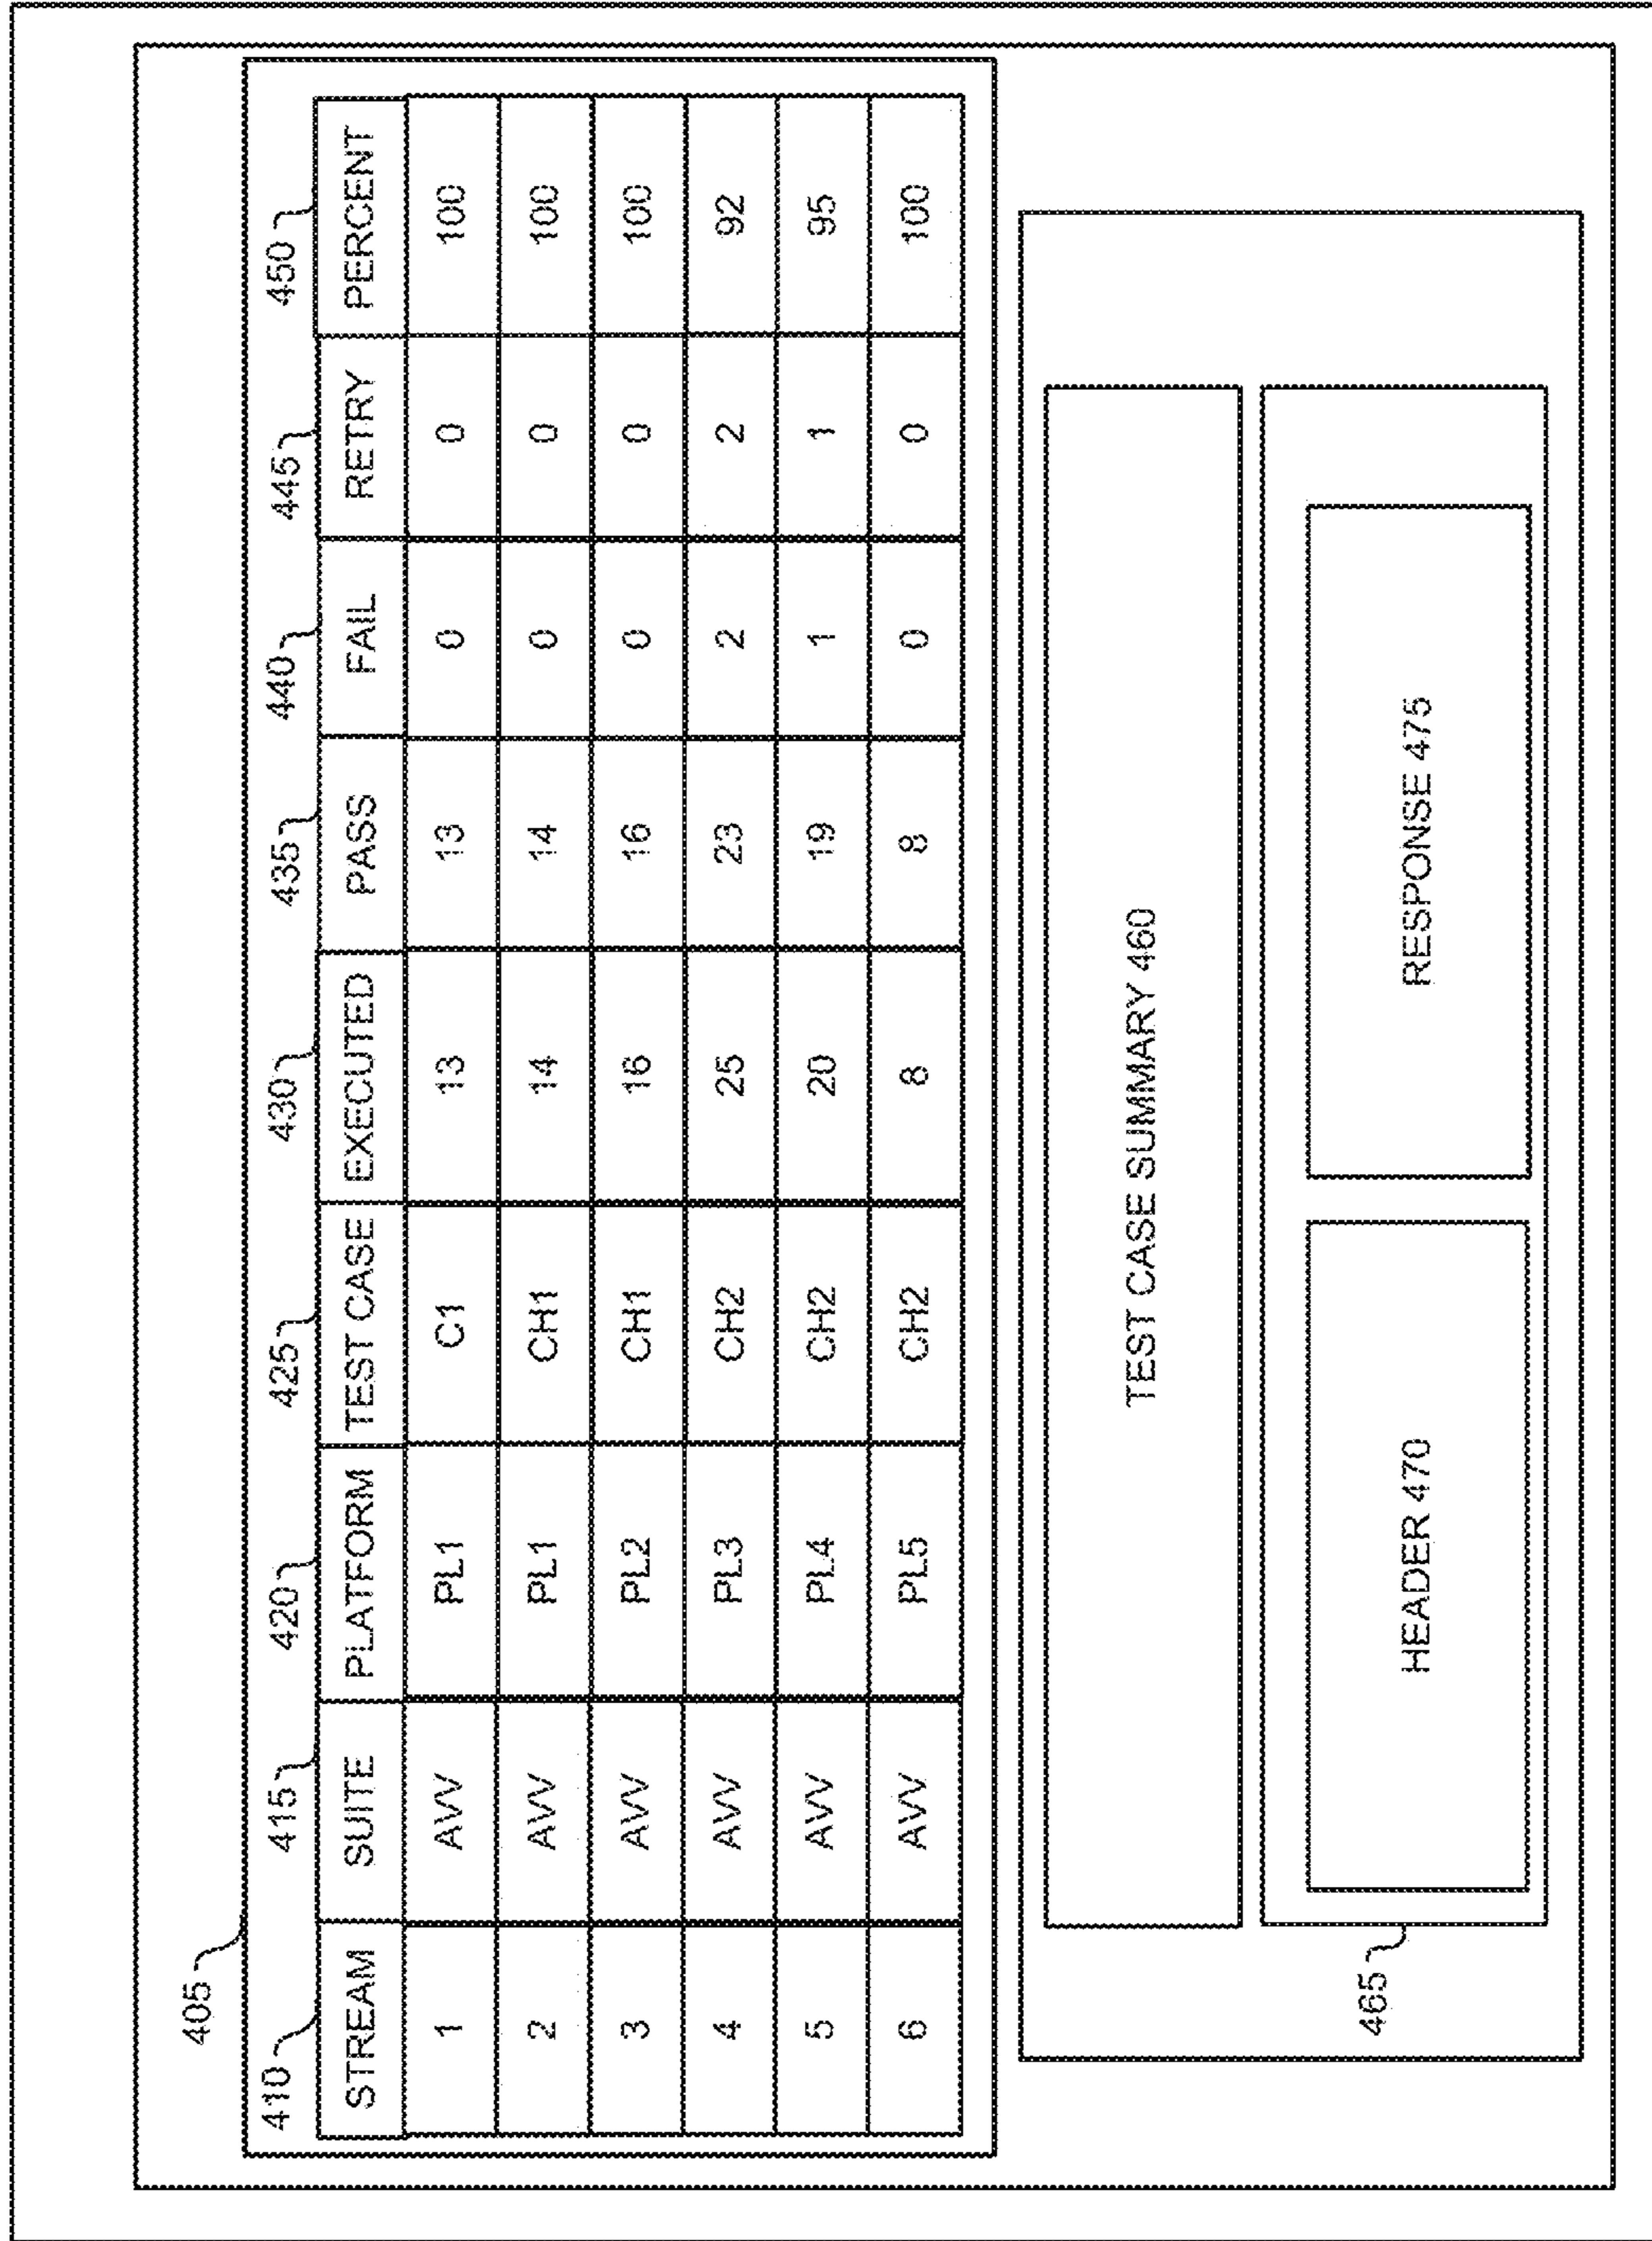 405
410 415 420 425 430 435 440 445 450
STREAM SUITE PLATFORM TEST CASE EXECUTED PASS FAIL RETRY PERCENT
1 AVV PL1 C1 13 13 0 0 100
2 AVV PL1 CH1 14 14 0 0 100
3 AVV PL2 CH1 16 16 0 0 100
4 AVV PL3 CH2 25 23 2 2 92
5 AVV PL4 CH2 20 19 1 1 95
6 AVV PL5 CH2 8 8 0 0 100
TEST CASE SUMMARY 460
465
HEADER 470 RESPONSE 475